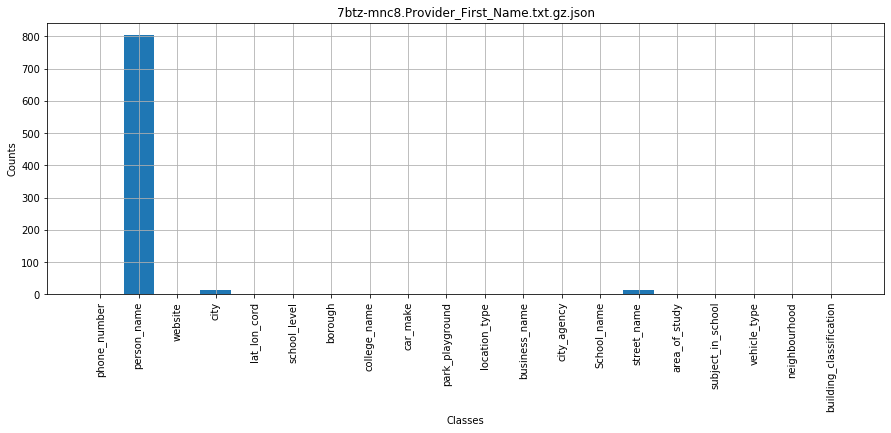 7btz-mnc8.Provider_First_Name.txt.gz.json
Counts
800
700
600
500
400
300
200
100
0
phone_number
person_name
website
city
lat_lon_cord
school_level
borough
college_name
car_make
park_playground
location_type
business_name
city_agency
School_name
street_name
area_of_study
subject_in_school
vehicle_type
neighbourhood
building_classification
Classes